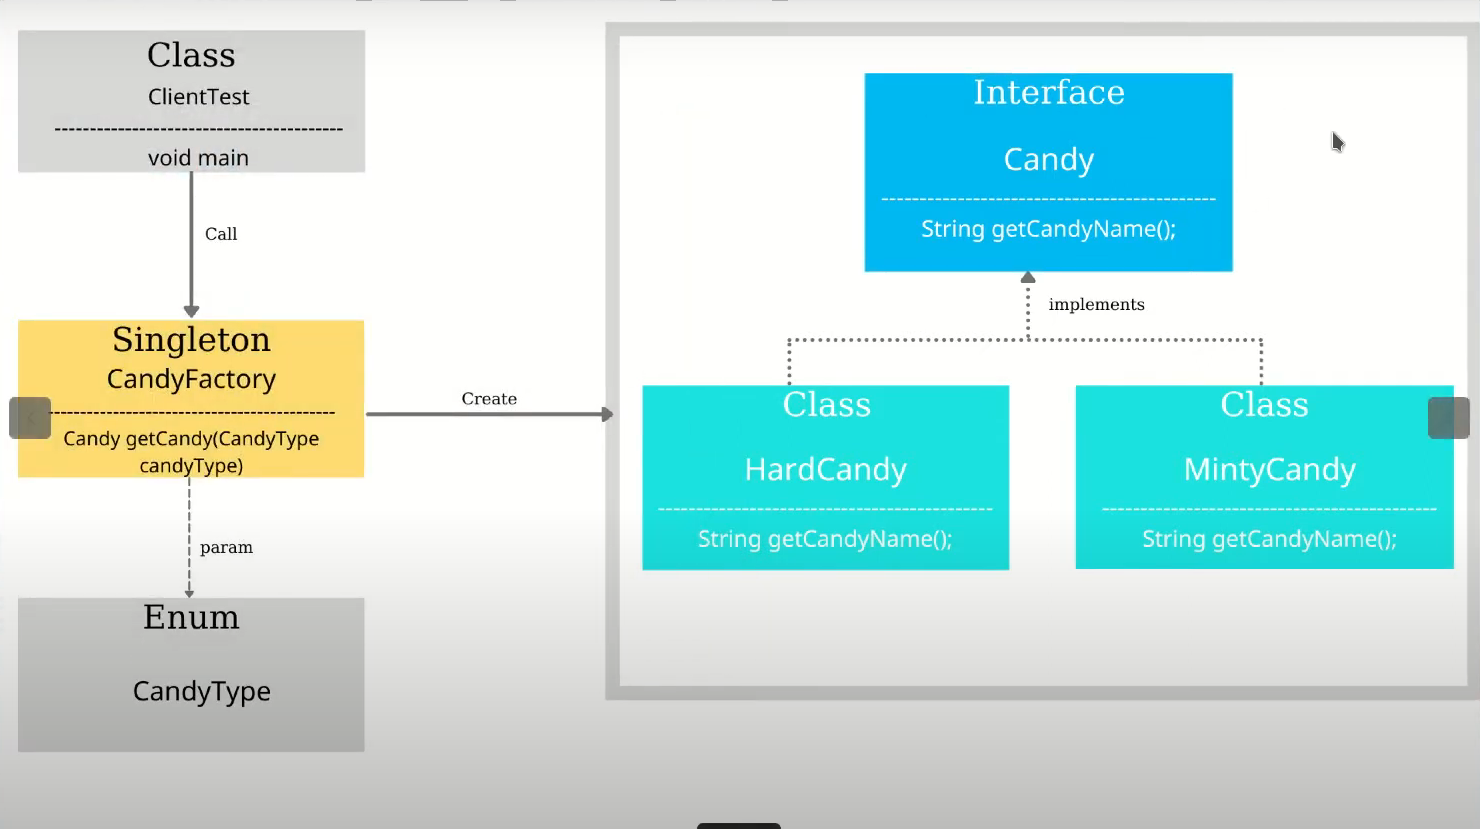 Class
ClientTest
void main
Call
Singleton
CandyFactory
Candy getCandy(CandyType
candyType)
param
Enum
CandyType
Create
Interface
Candy
String getCandyName();
implements
Class
HardCandy
String getCandyName();
Class
MintyCandy
String getCandyName();